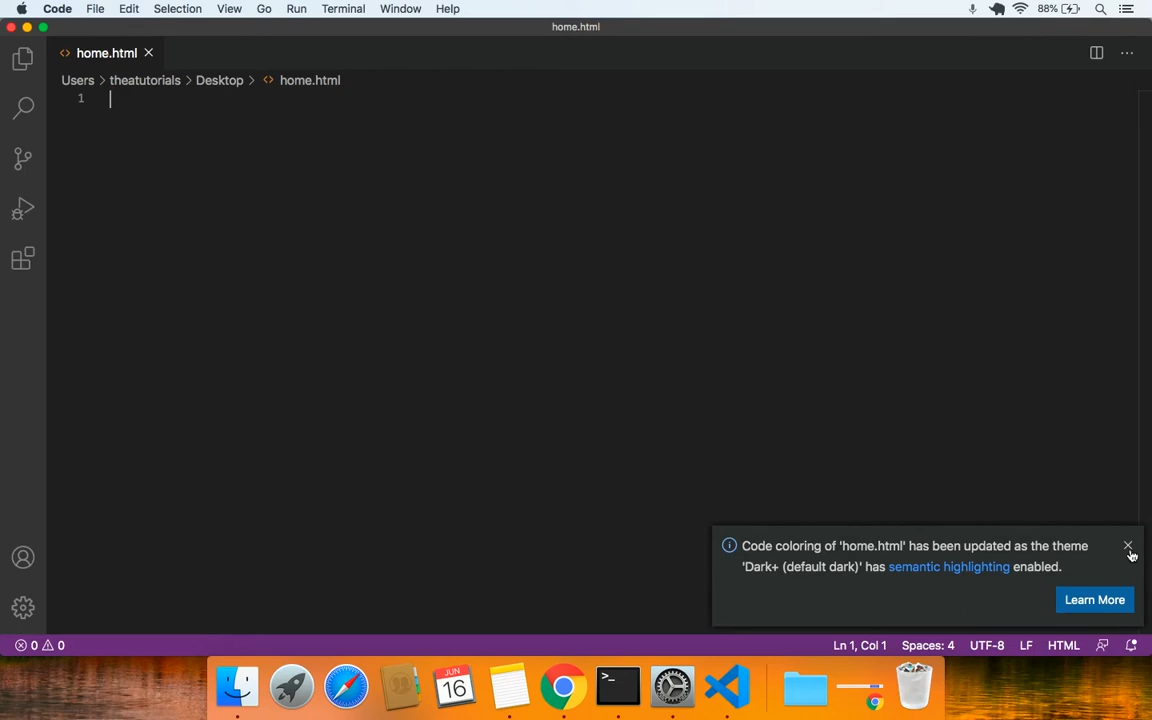 Code File Edit Selection View Go Run Terminal Window Help 88%
home.html
home.html
Users > theatutorials > Desktop > home.html
1
Code coloring of 'home.html' has been updated as the theme
'Dark+ (default dark)' has semantic highlighting enabled.
Learn More
0 0 Ln 1, Col 1 Spaces: 4 UTF-8 LF HTML
JUN
16
>_